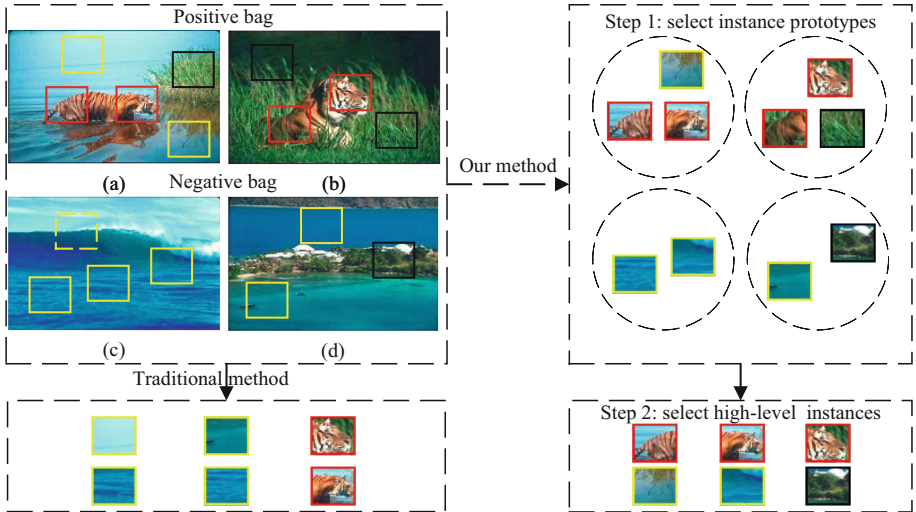 Positive bag
(a)
(b)
Negative bag
(c)
(d)
Our method
Traditional method
Step 1: select instance prototypes
Step 2: select high-level instances